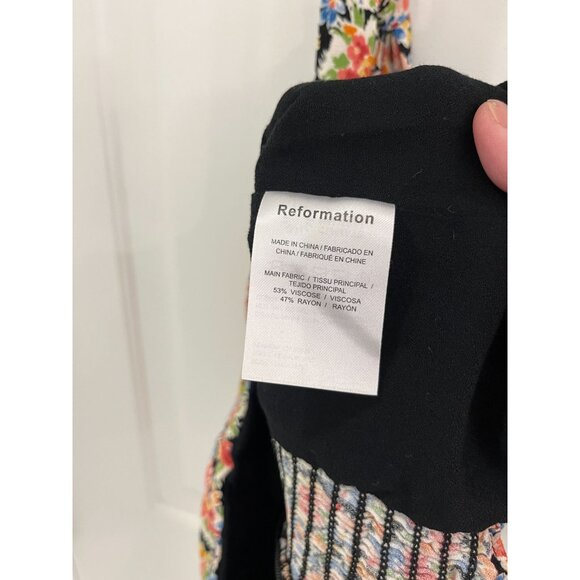 Reformation
MADE IN CHINA / FABRICADO EN
CHINA / FABRIQUÉ EN CHINE
MAIN FABRIC / TISSU PRINCIPAL /
TEJIDO PRINCIPAL
53% VISCOSE / VISCOSA
47% RAYON / RAYÓN